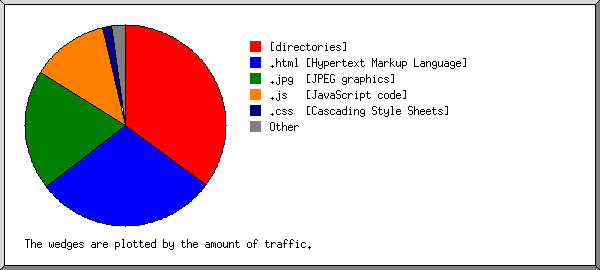 [directories]
.html [Hypertext Markup Language]
.jpg [JPEG graphics]
.js [JavaScript code]
.css [Cascading Style Sheets]
Other
The wedges are plotted by the amount of traffic.